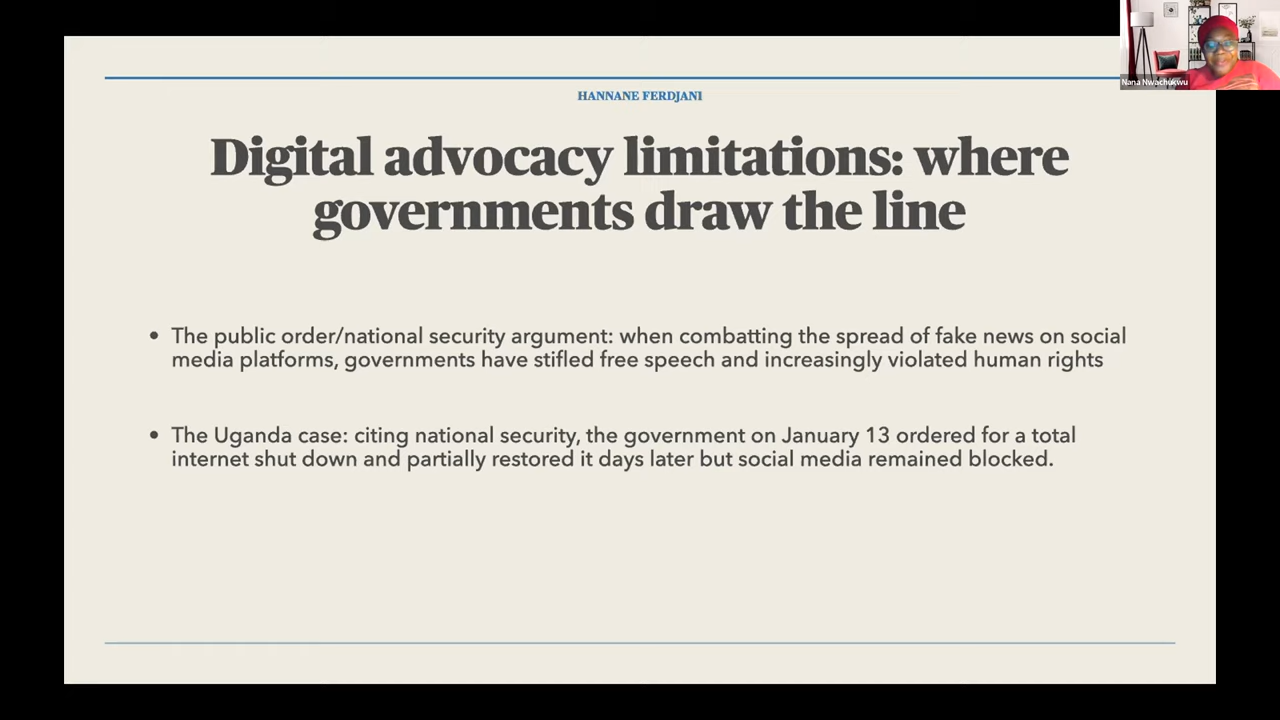 Nana Nwachukwu
HANNANE FERDJANI
Digital advocacy limitations: where
governments draw the line
• The public order/national security argument: when combatting the spread of fake news on social
media platforms, governments have stifled free speech and increasingly violated human rights
• The Uganda case: citing national security, the government on January 13 ordered for a total
internet shut down and partially restored it days later but social media remained blocked.